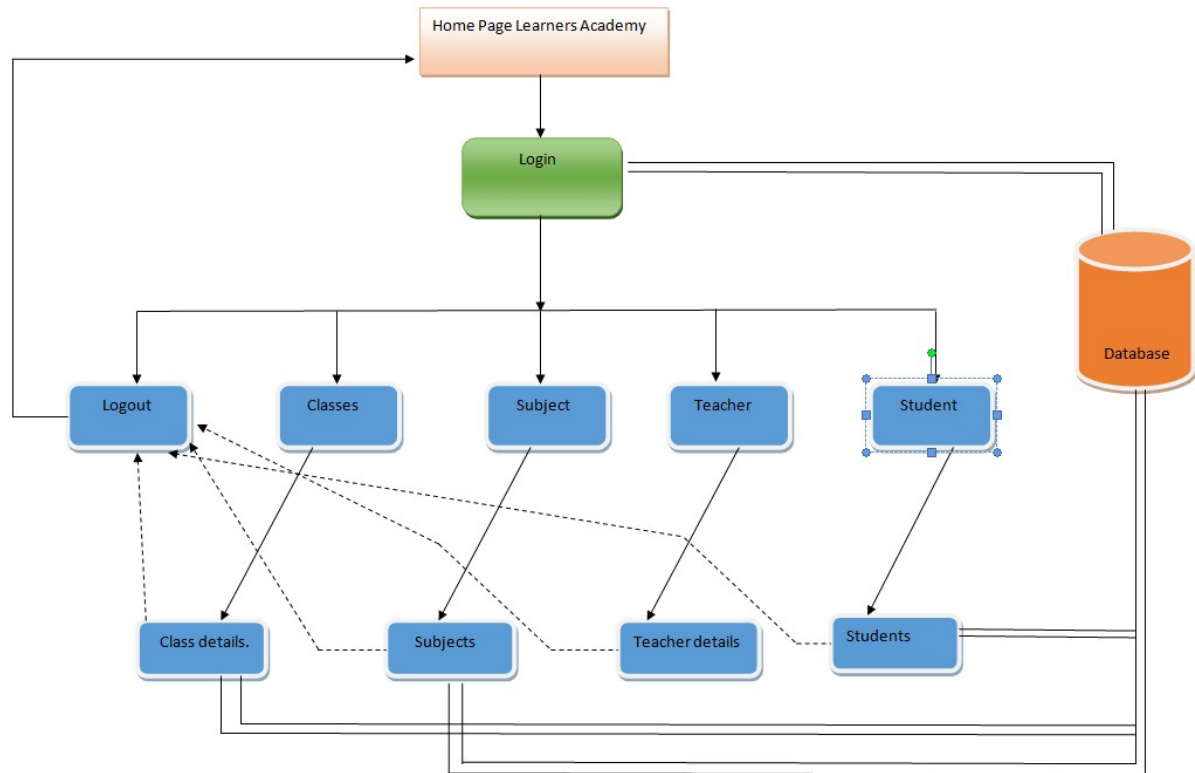 Home Page Learners Academy
Login
Database
Logout
Classes
Subject
Teacher
Student
Class details.
Subjects
Teacher details
Students